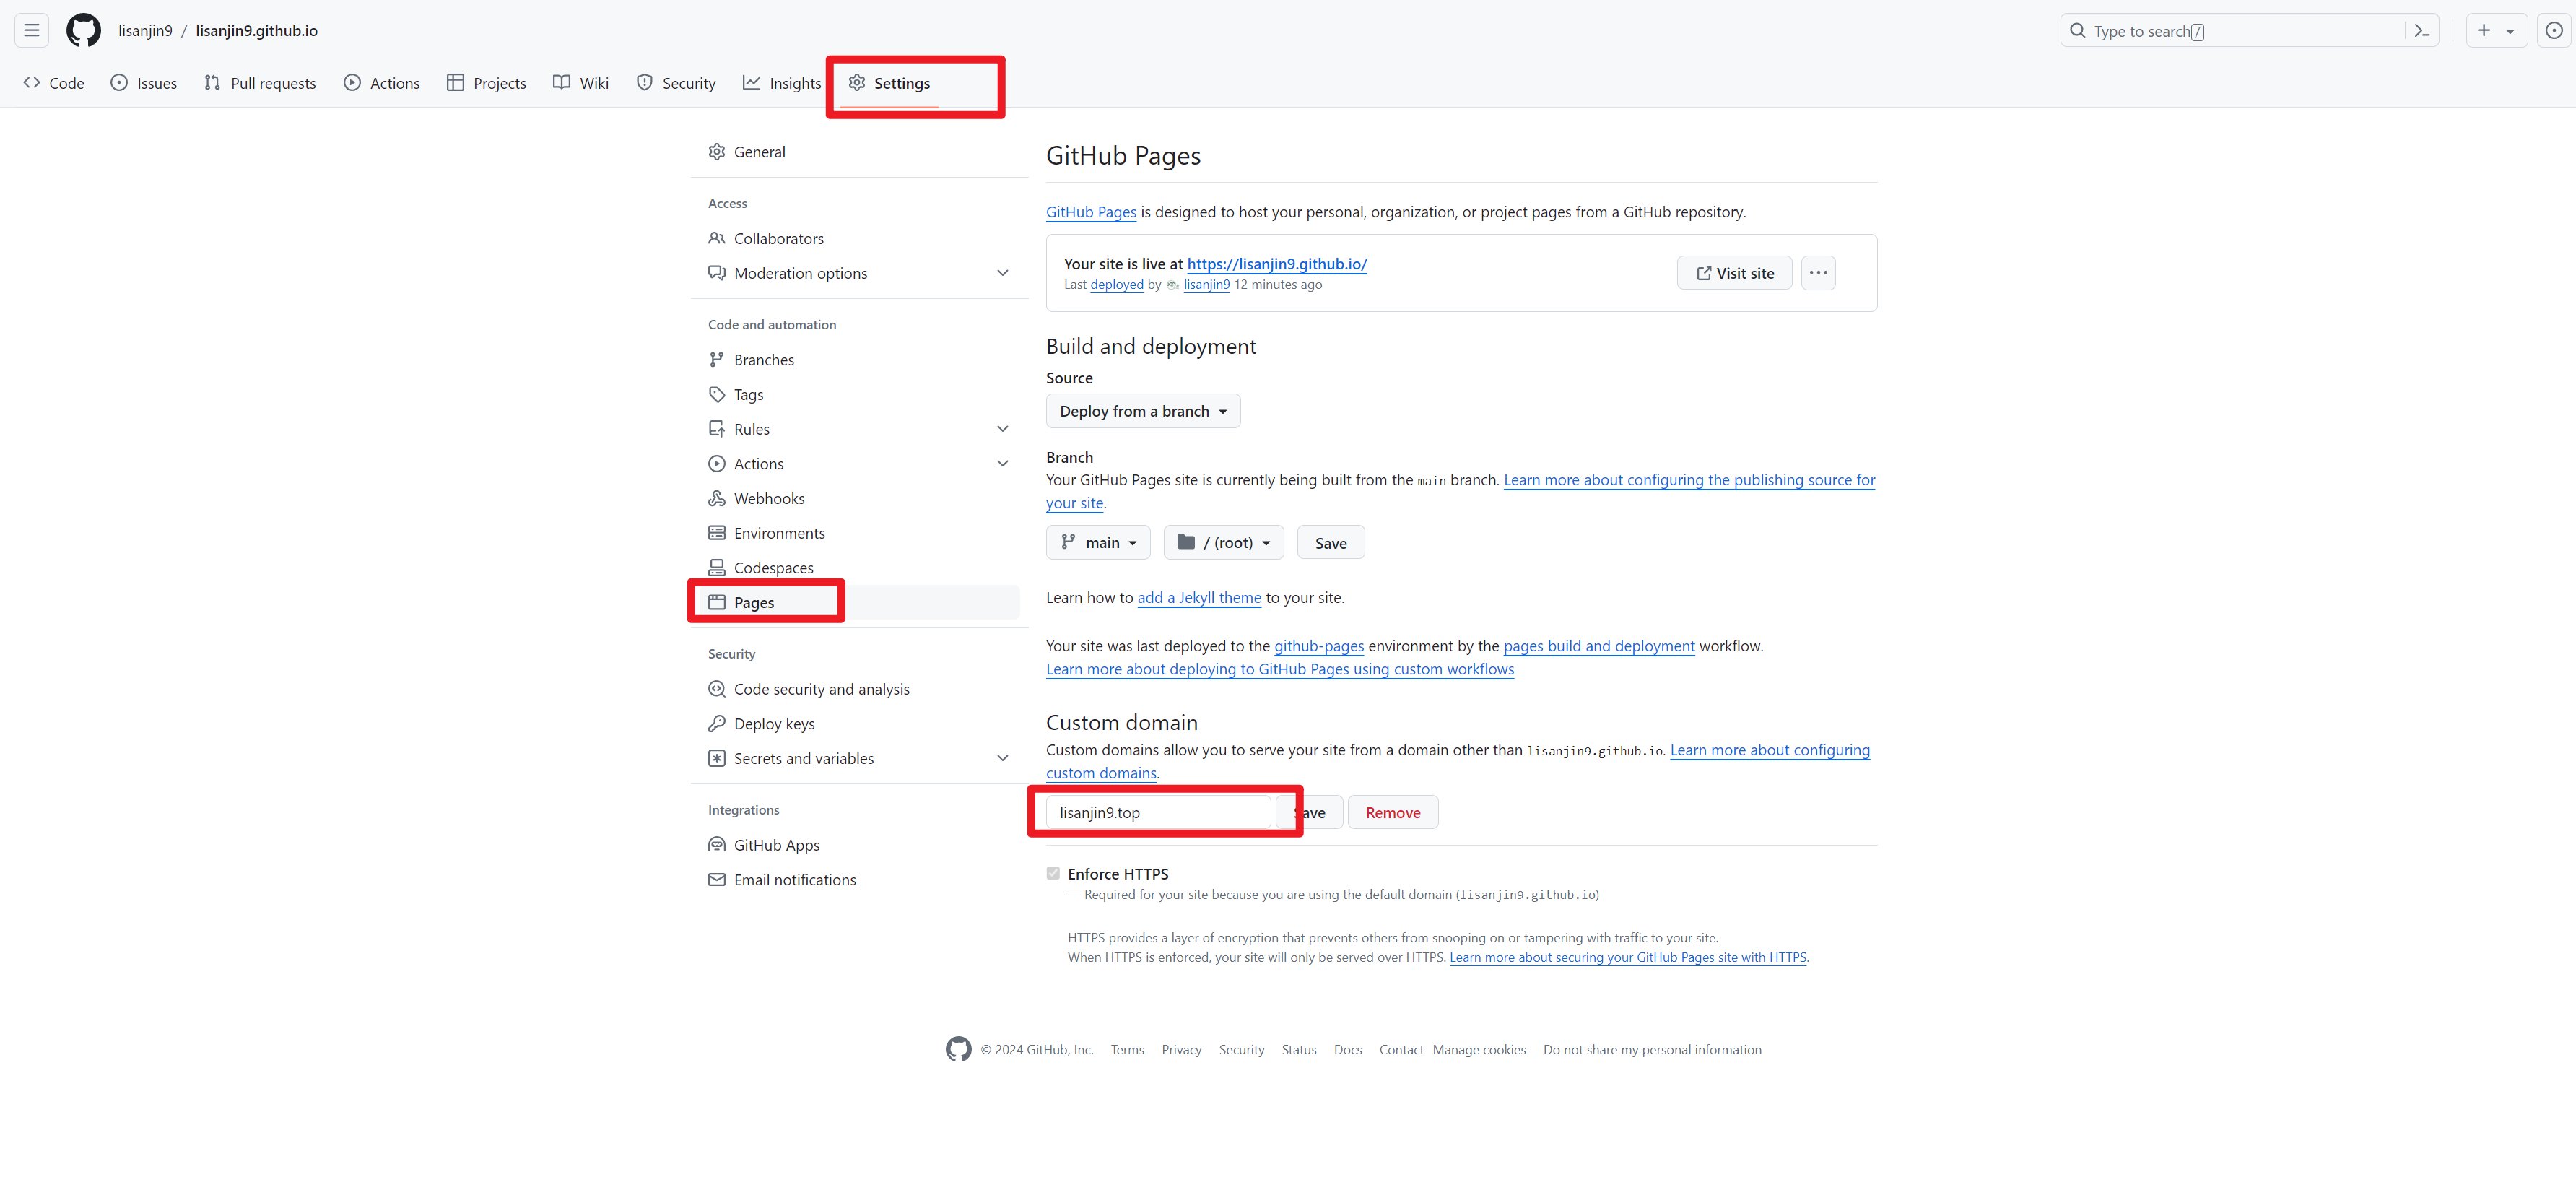 lisanjin9 / lisanjin9.github.io
Type to search /
Code Issues Pull requests Actions Projects Wiki Security Insights Settings
General
Access
Collaborators
Moderation options
Code and automation
Branches
Tags
Rules
Actions
Webhooks
Environments
Codespaces
Pages
Security
Code security and analysis
Deploy keys
Secrets and variables
Integrations
GitHub Apps
Email notifications
GitHub Pages
GitHub Pages is designed to host your personal, organization, or project pages from a GitHub repository.
Your site is live at https://lisanjin9.github.io/
Last deployed by lisanjin9 12 minutes ago
Visit site
Build and deployment
Source
Deploy from a branch
Branch
Your GitHub Pages site is currently being built from the main branch. Learn more about configuring the publishing source for
your site.
main / (root) Save
Learn how to add a Jekyll theme to your site.
Your site was last deployed to the github-pages environment by the pages build and deployment workflow.
Learn more about deploying to GitHub Pages using custom workflows
Custom domain
Custom domains allow you to serve your site from a domain other than lisanjin9.github.io. Learn more about configuring
custom domains.
lisanjin9.top Save Remove
Enforce HTTPS
— Required for your site because you are using the default domain (lisanjin9.github.io)
HTTPS provides a layer of encryption that prevents others from snooping on or tampering with traffic to your site.
When HTTPS is enforced, your site will only be served over HTTPS. Learn more about securing your GitHub Pages site with HTTPS.
© 2024 GitHub, Inc. Terms Privacy Security Status Docs Contact Manage cookies Do not share my personal information